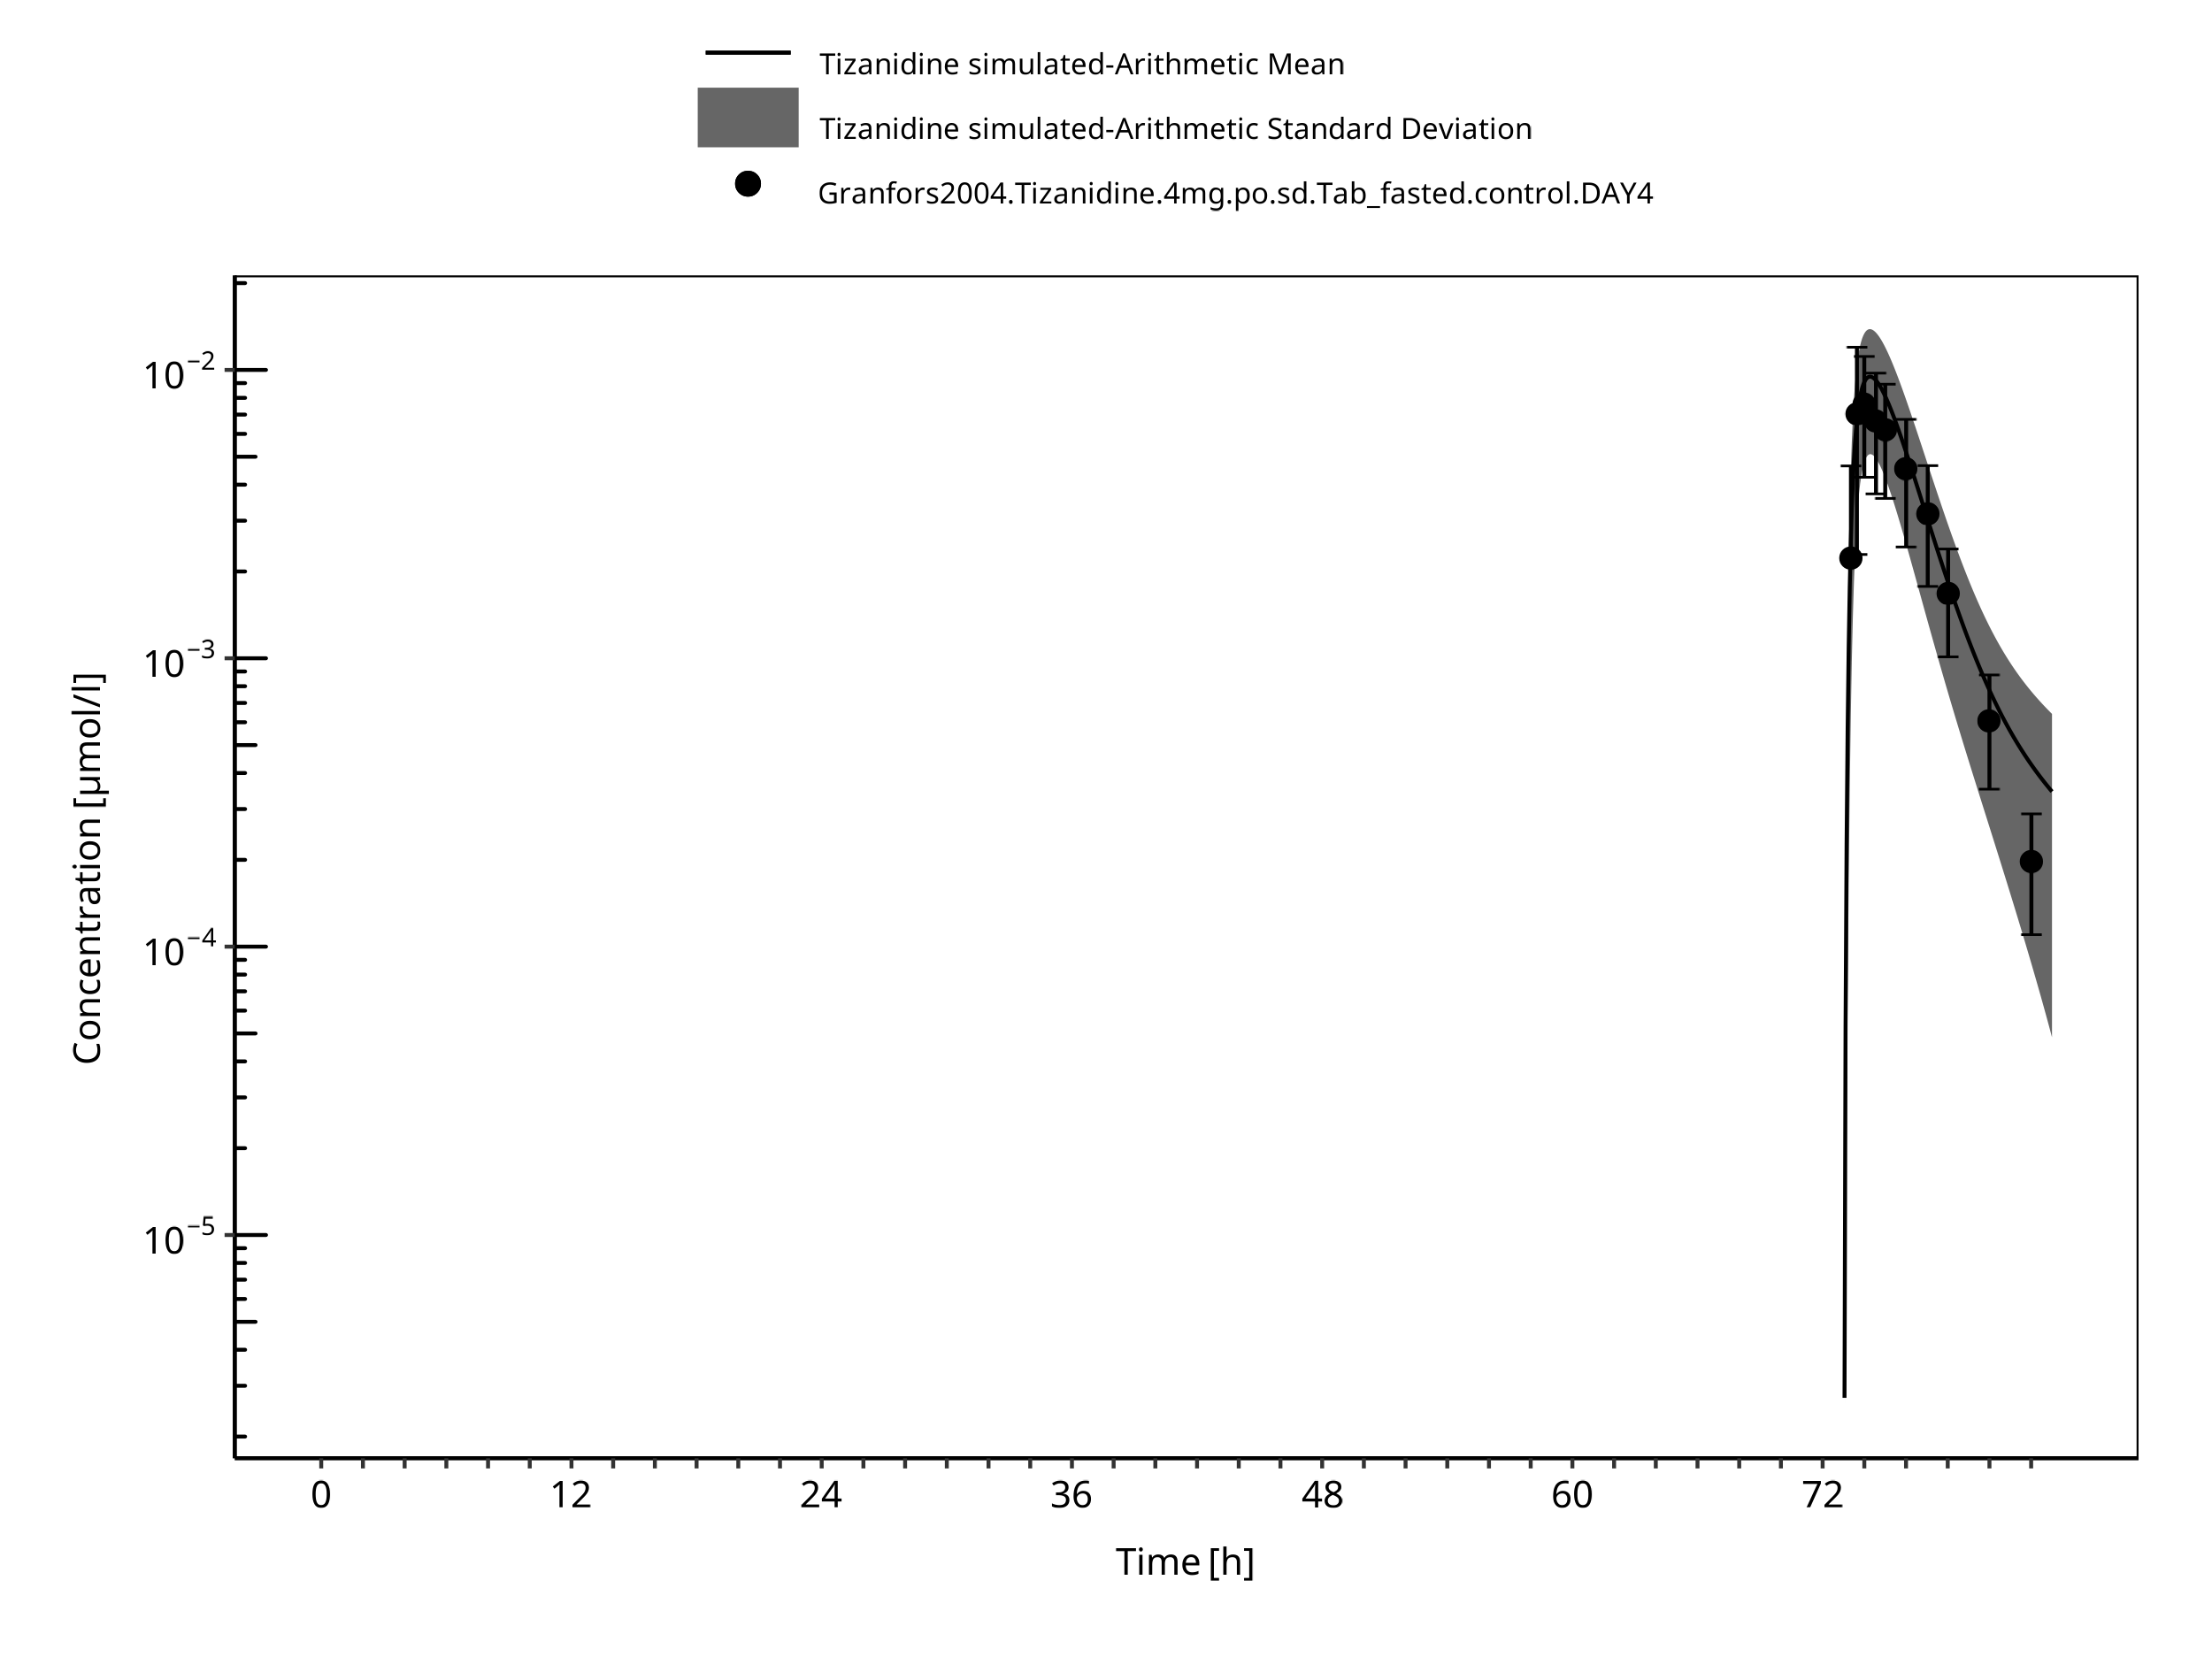 Tizanidine simulated-Arithmetic Mean
Tizanidine simulated-Arithmetic Standard Deviation
Granfors2004.Tizanidine.4mg.po.sd.Tab_fasted.control.DAY4
10⁻²
10⁻³
10⁻⁴
10⁻⁵
Concentration [µmol/l]
0 12 24 36 48 60 72
Time [h]